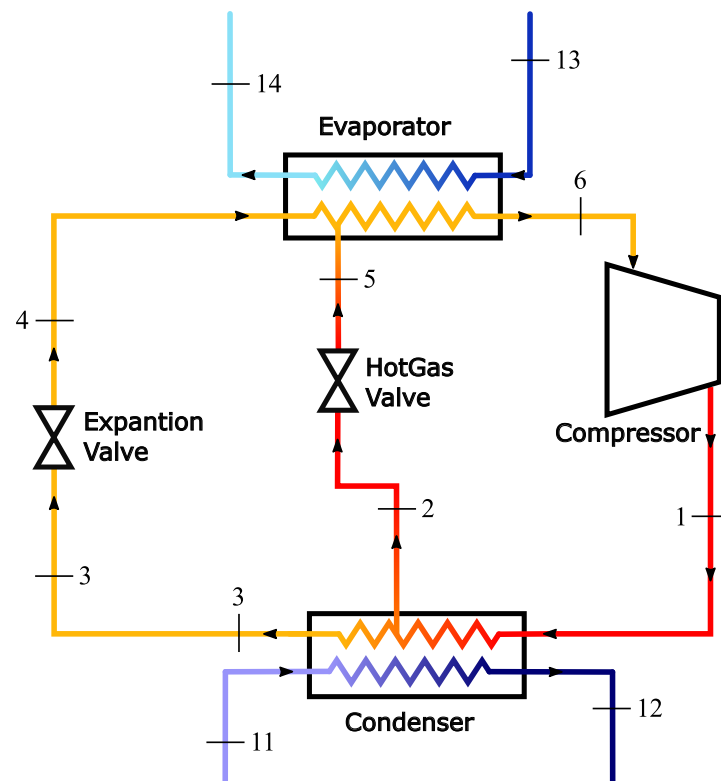 13
14
Evaporator
6
5
4
HotGas
Valve
Expantion
Valve
Compressor
2
1
3
3
12
11
Condenser